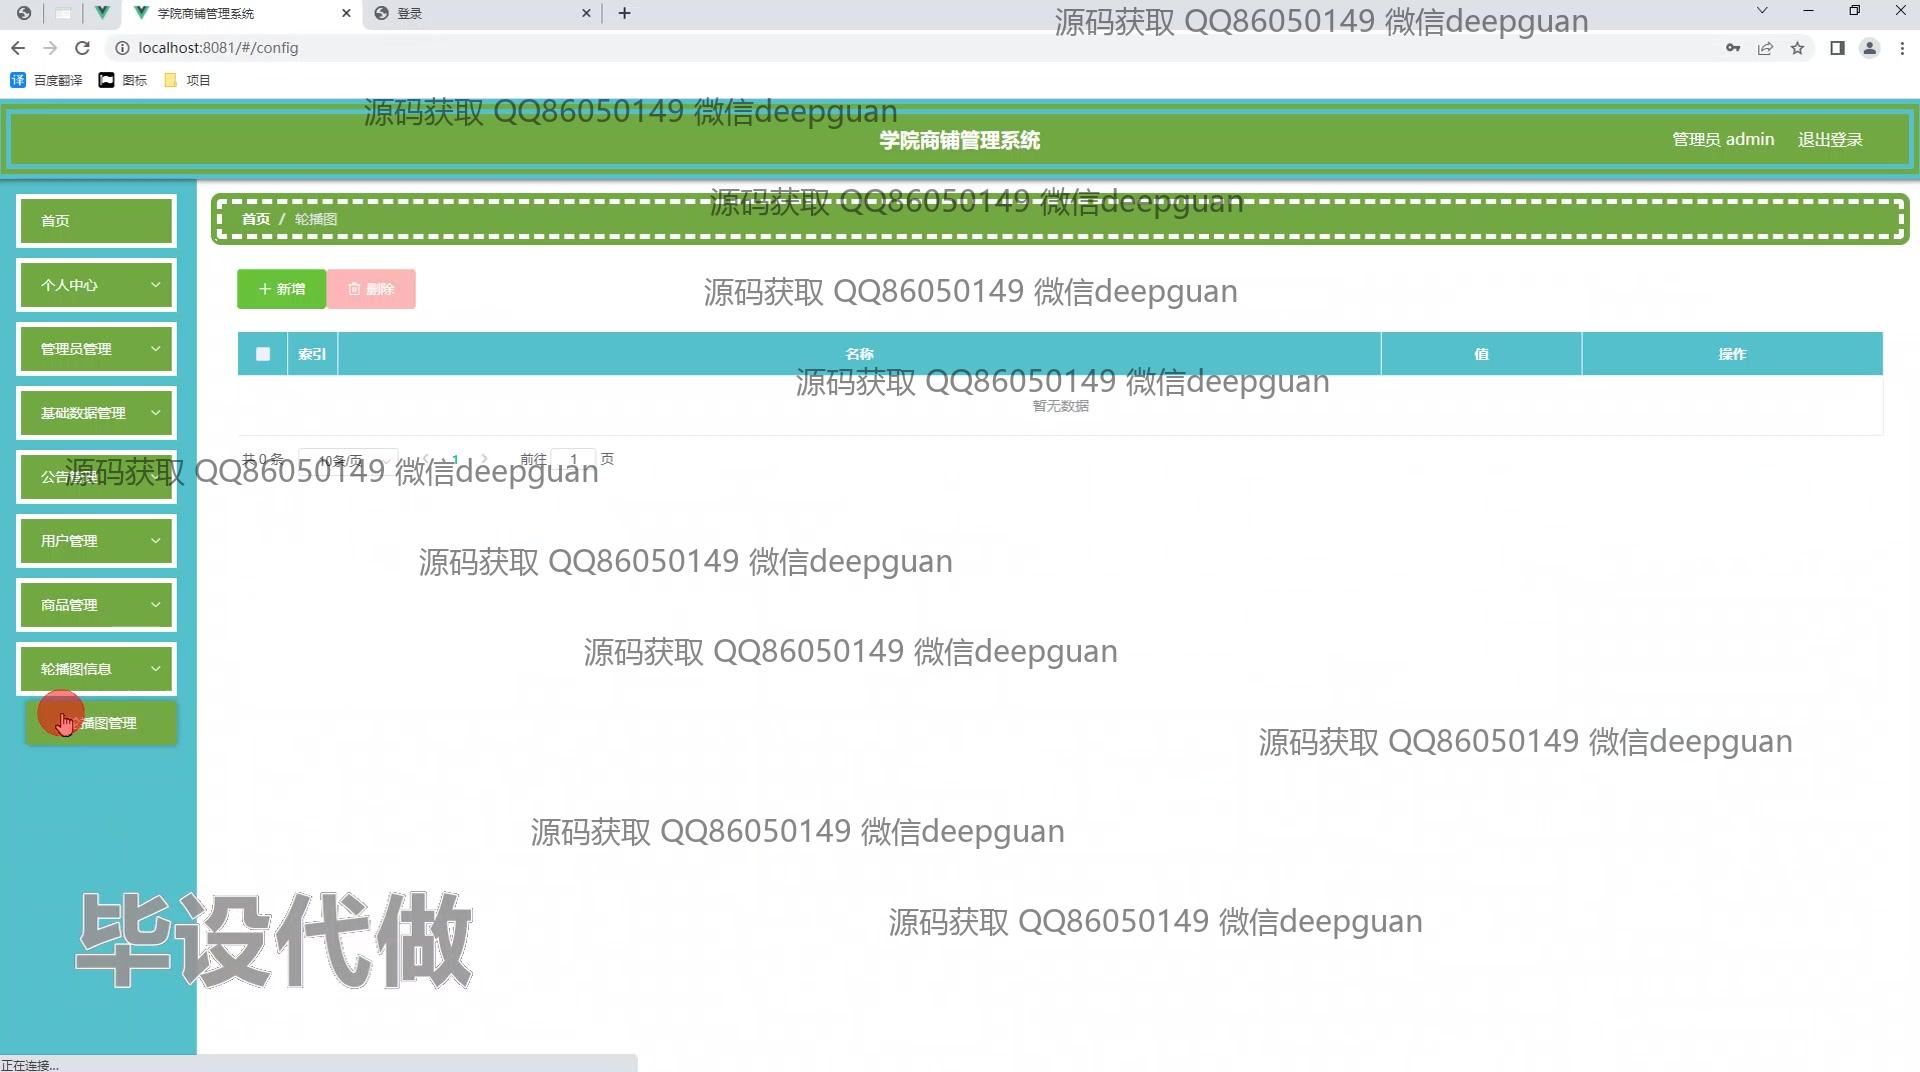 学院商铺管理系统
登录
源码获取 QQ86050149 微信deepguan
localhost:8081/#/config
百度翻译
图标
项目
源码获取 QQ86050149 微信deepguan
学院商铺管理系统
管理员 admin
退出登录
首页
首页 / 轮播图
源码获取 QQ86050149 微信deepguan
个人中心
新增
删除
源码获取 QQ86050149 微信deepguan
管理员管理
索引
名称
值
操作
源码获取 QQ86050149 微信deepguan
暂无数据
基础数据管理
共 0 条
10条/页
1
前往
1
页
公告管理
源码获取 QQ86050149 微信deepguan
用户管理
源码获取 QQ86050149 微信deepguan
商品管理
源码获取 QQ86050149 微信deepguan
轮播图信息
轮播图管理
源码获取 QQ86050149 微信deepguan
源码获取 QQ86050149 微信deepguan
源码获取 QQ86050149 微信deepguan
毕设代做
正在连接...